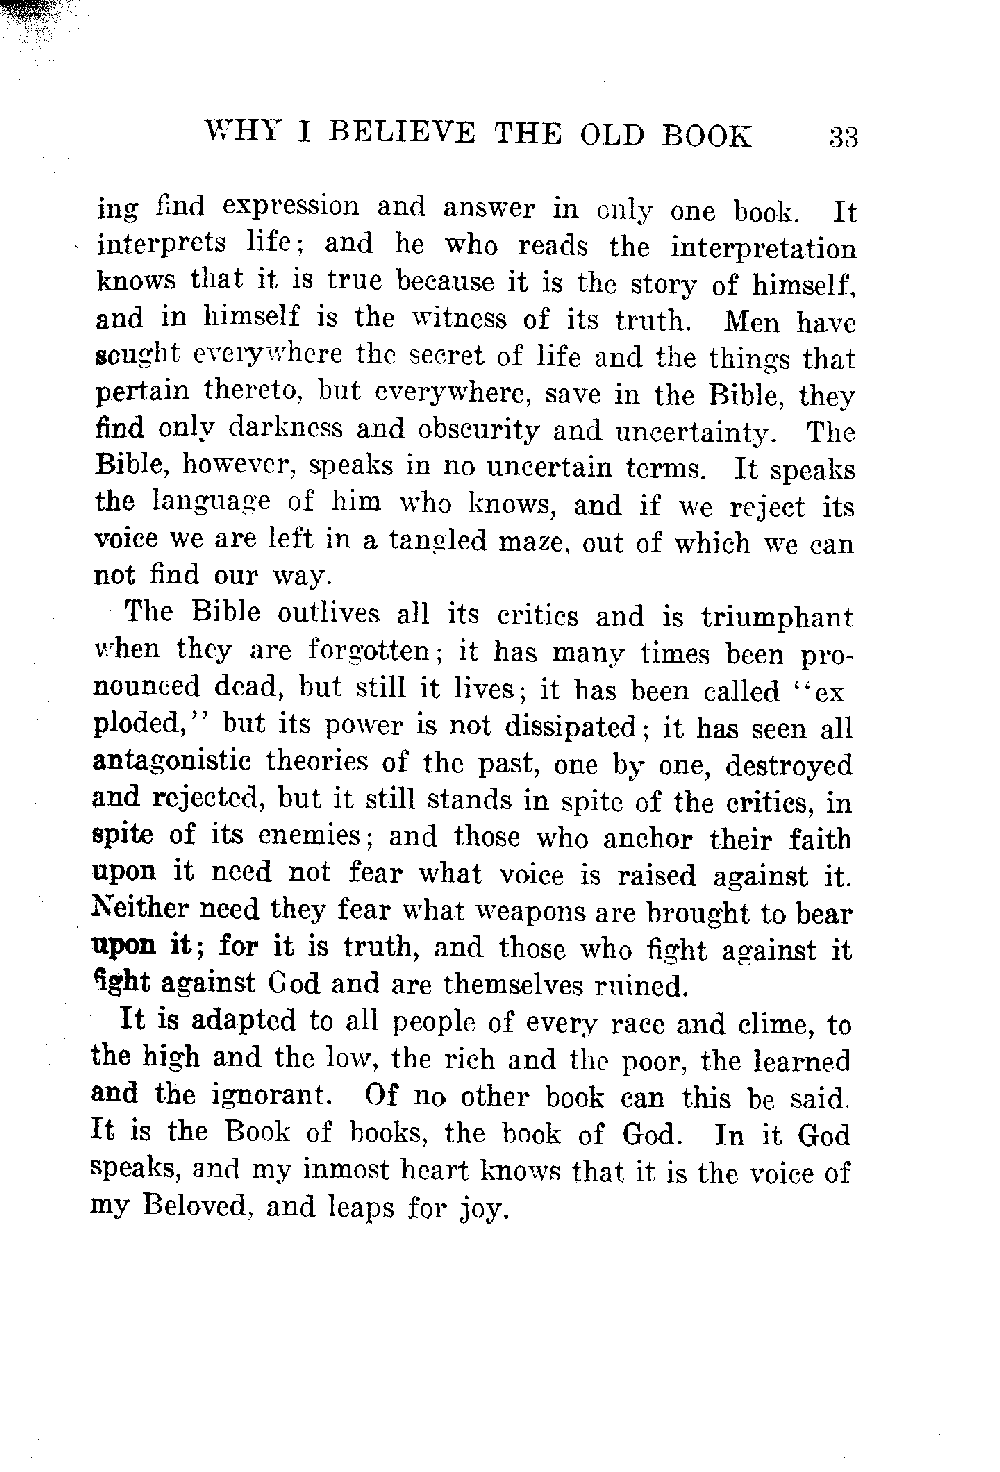 WHY I BELIEVE THE OLD BOOK 33
ing find expression and answer in only one book. It
interprets life; and he who reads the interpretation
knows that it is true because it is the story of himself,
and in himself is the witness of its truth. Men have
sought everywhere the secret of life and the things that
pertain thereto, but everywhere, save in the Bible, they
find only darkness and obscurity and uncertainty. The
Bible, however, speaks in no uncertain terms. It speaks
the language of him who knows, and if we reject its
voice we are left in a tangled maze, out of which we can
not find our way.
The Bible outlives all its critics and is triumphant
when they are forgotten; it has many times been pro-
nounced dead, but still it lives; it has been called "ex
ploded," but its power is not dissipated; it has seen all
antagonistic theories of the past, one by one, destroyed
and rejected, but it still stands in spite of the critics, in
spite of its enemies; and those who anchor their faith
upon it need not fear what voice is raised against it.
Neither need they fear what weapons are brought to bear
upon it; for it is truth, and those who fight against it
fight against God and are themselves ruined.
It is adapted to all people of every race and clime, to
the high and the low, the rich and the poor, the learned
and the ignorant. Of no other book can this be said.
It is the Book of books, the book of God. In it God
speaks, and my inmost heart knows that it is the voice of
my Beloved, and leaps for joy.